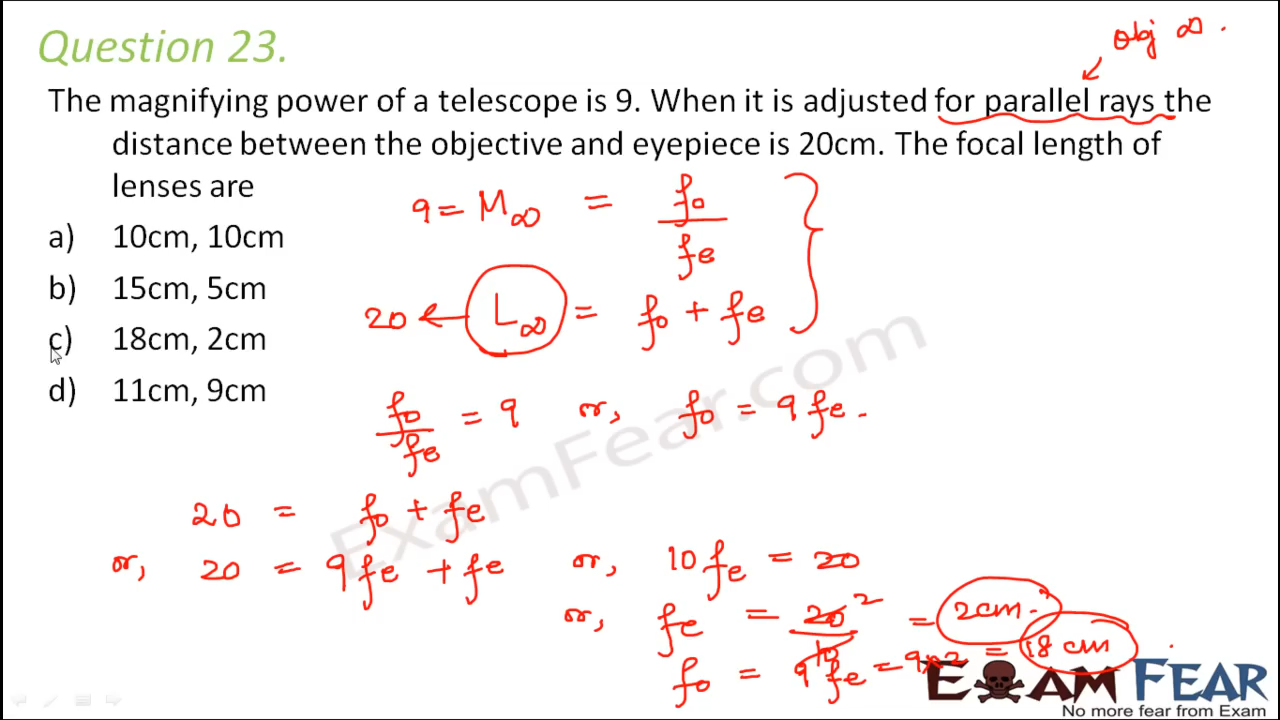 Question 23.
obj ∞.
The magnifying power of a telescope is 9. When it is adjusted for parallel rays the
distance between the objective and eyepiece is 20cm. The focal length of
lenses are
9 = M∞ = fo / fe
a) 10cm, 10cm
b) 15cm, 5cm
20 ← L∞ = fo + fe
c) 18cm, 2cm
d) 11cm, 9cm
fo / fe = 9 or, fo = 9fe.
20 = fo + fe
or, 20 = 9fe + fe or, 10fe = 20
or, fe = 20 / 10 2 = 2cm.
fo = 9fe = 9x2 = 18 cm
ExamFear.com
EXAM FEAR
No more fear from Exam